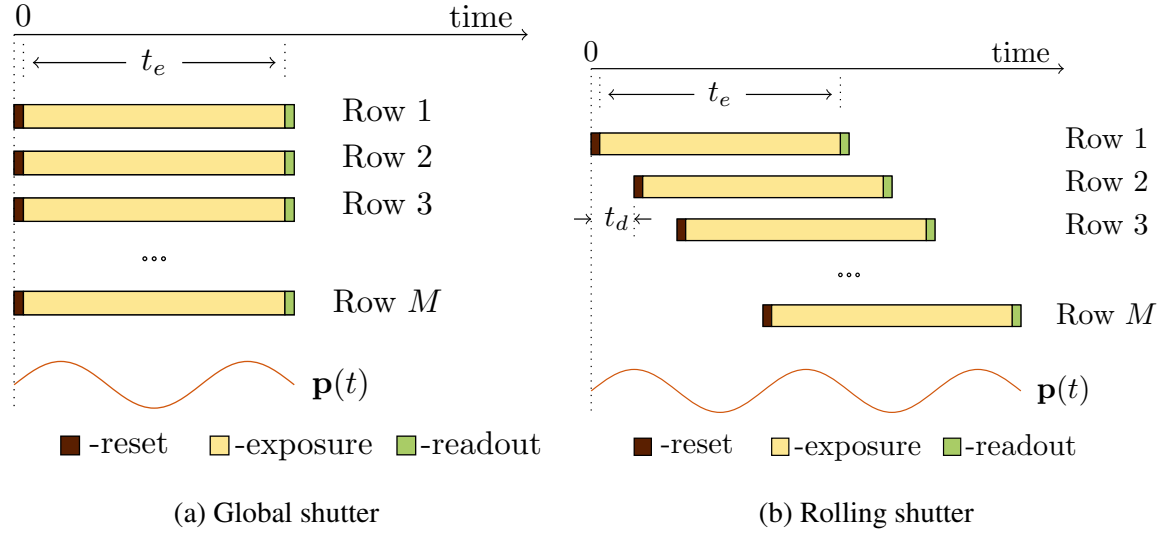 0
time
t_e
Row 1
Row 2
Row 3
Row M
p(t)
-reset -exposure -readout
(a) Global shutter
0
time
t_e
Row 1
Row 2
t_d
Row 3
Row M
p(t)
-reset -exposure -readout
(b) Rolling shutter